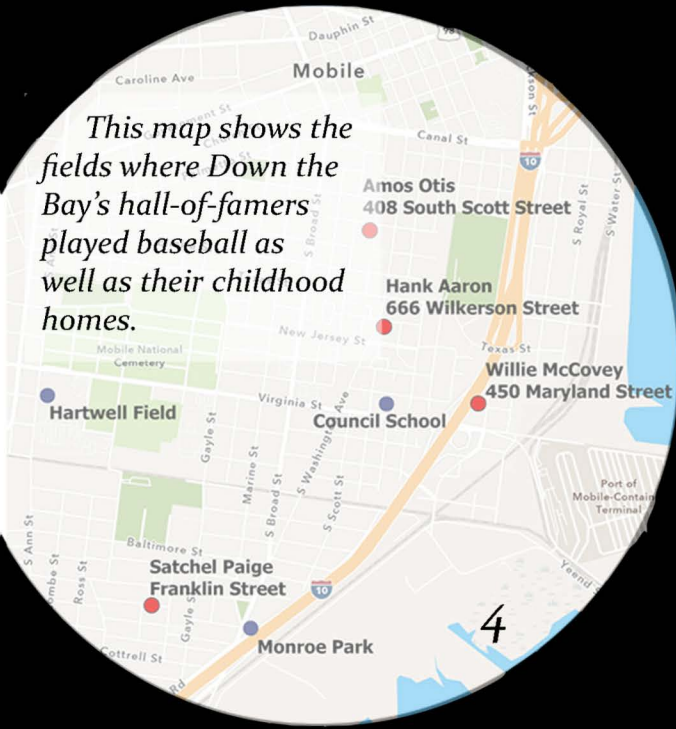 Dauphin St
Mobile
Caroline Ave
This map shows the
fields where Down the
Bay's hall-of-famers
played baseball as
well as their childhood
homes.
Canal St
10
Amos Otis
408 South Scott Street
S Broad St
S Royal St
S Water St
Hank Aaron
666 Wilkerson Street
New Jersey St
Texas St
Mobile National
Cemetery
Willie McCovey
450 Maryland Street
Hartwell Field
Virginia St
Council School
S Washington Ave
Gayle St
Marine St
S Broad St
S Scott St
Port of
Mobile-Contain
Terminal
S Ann St
Baltimore St
Satchel Paige
Franklin Street
Ross St
Gayle S
10
Yeend S
4
Monroe Park
Cottrell St
Rd